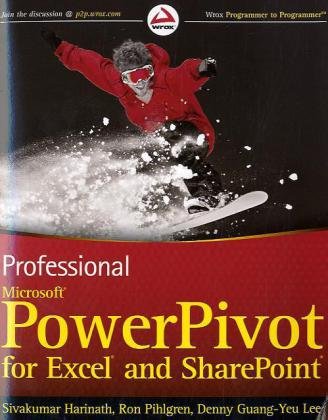 Join the discussion @ p2p.wrox.com
Wrox Programmer to Programmer™
wrox
Professional
Microsoft®
PowerPivot
for Excel® and SharePoint®
Sivakumar Harinath, Ron Pihlgren, Denny Guang-Yeu Lee